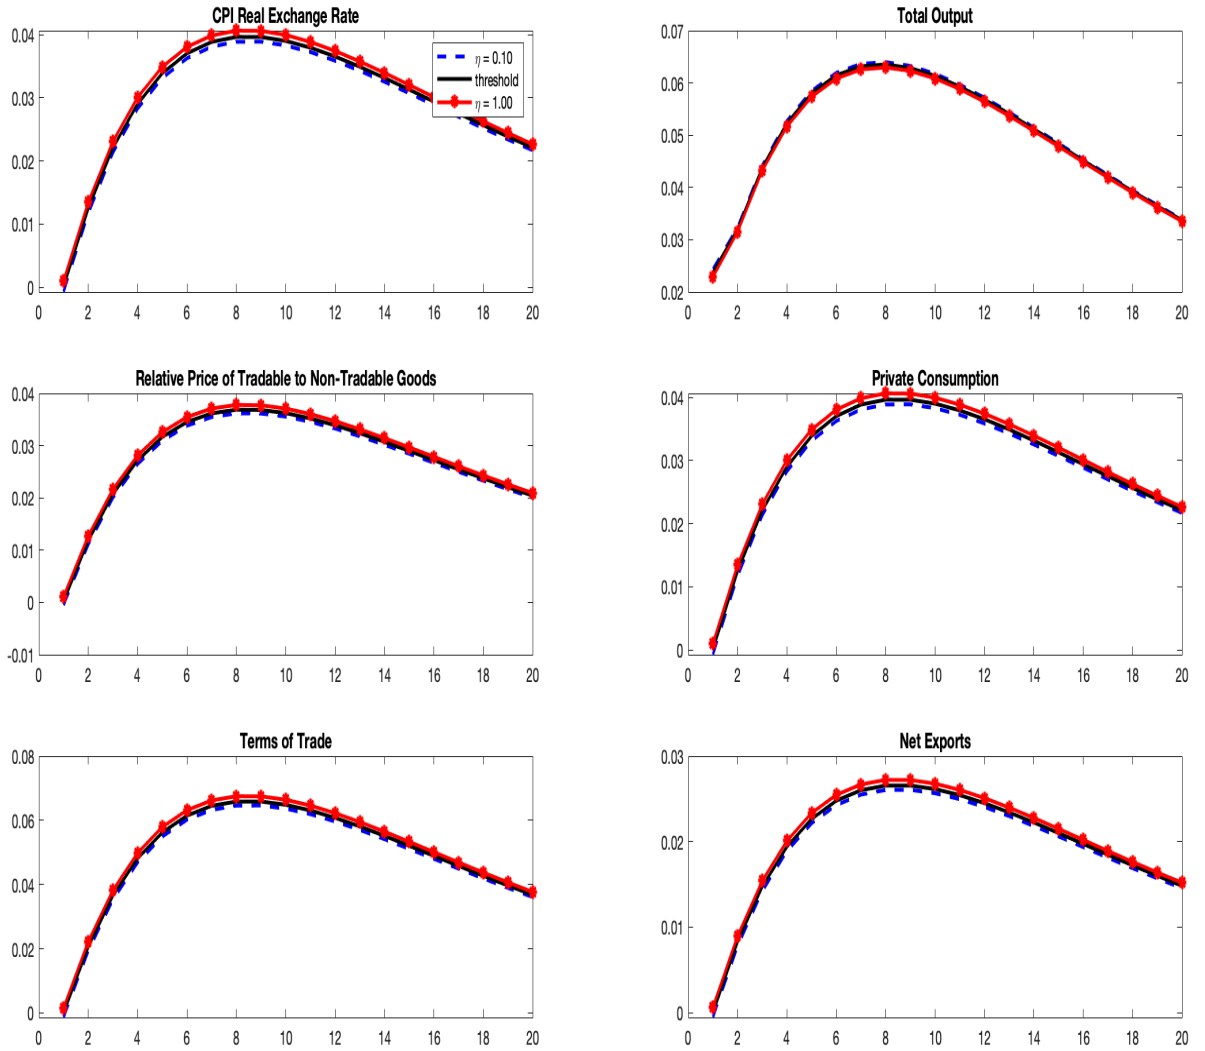 CPI Real Exchange Rate
0.04
0.03
0.02
0.01
0
0 2 4 6 8 10 12 14 16 18 20
η = 0.10
threshold
η = 1.00
Total Output
0.07
0.06
0.05
0.04
0.03
0.02
0 2 4 6 8 10 12 14 16 18 20
Relative Price of Tradable to Non-Tradable Goods
0.04
0.03
0.02
0.01
0
-0.01
0 2 4 6 8 10 12 14 16 18 20
Private Consumption
0.04
0.03
0.02
0.01
0
0 2 4 6 8 10 12 14 16 18 20
Terms of Trade
0.08
0.06
0.04
0.02
0
0 2 4 6 8 10 12 14 16 18 20
Net Exports
0.03
0.02
0.01
0
0 2 4 6 8 10 12 14 16 18 20